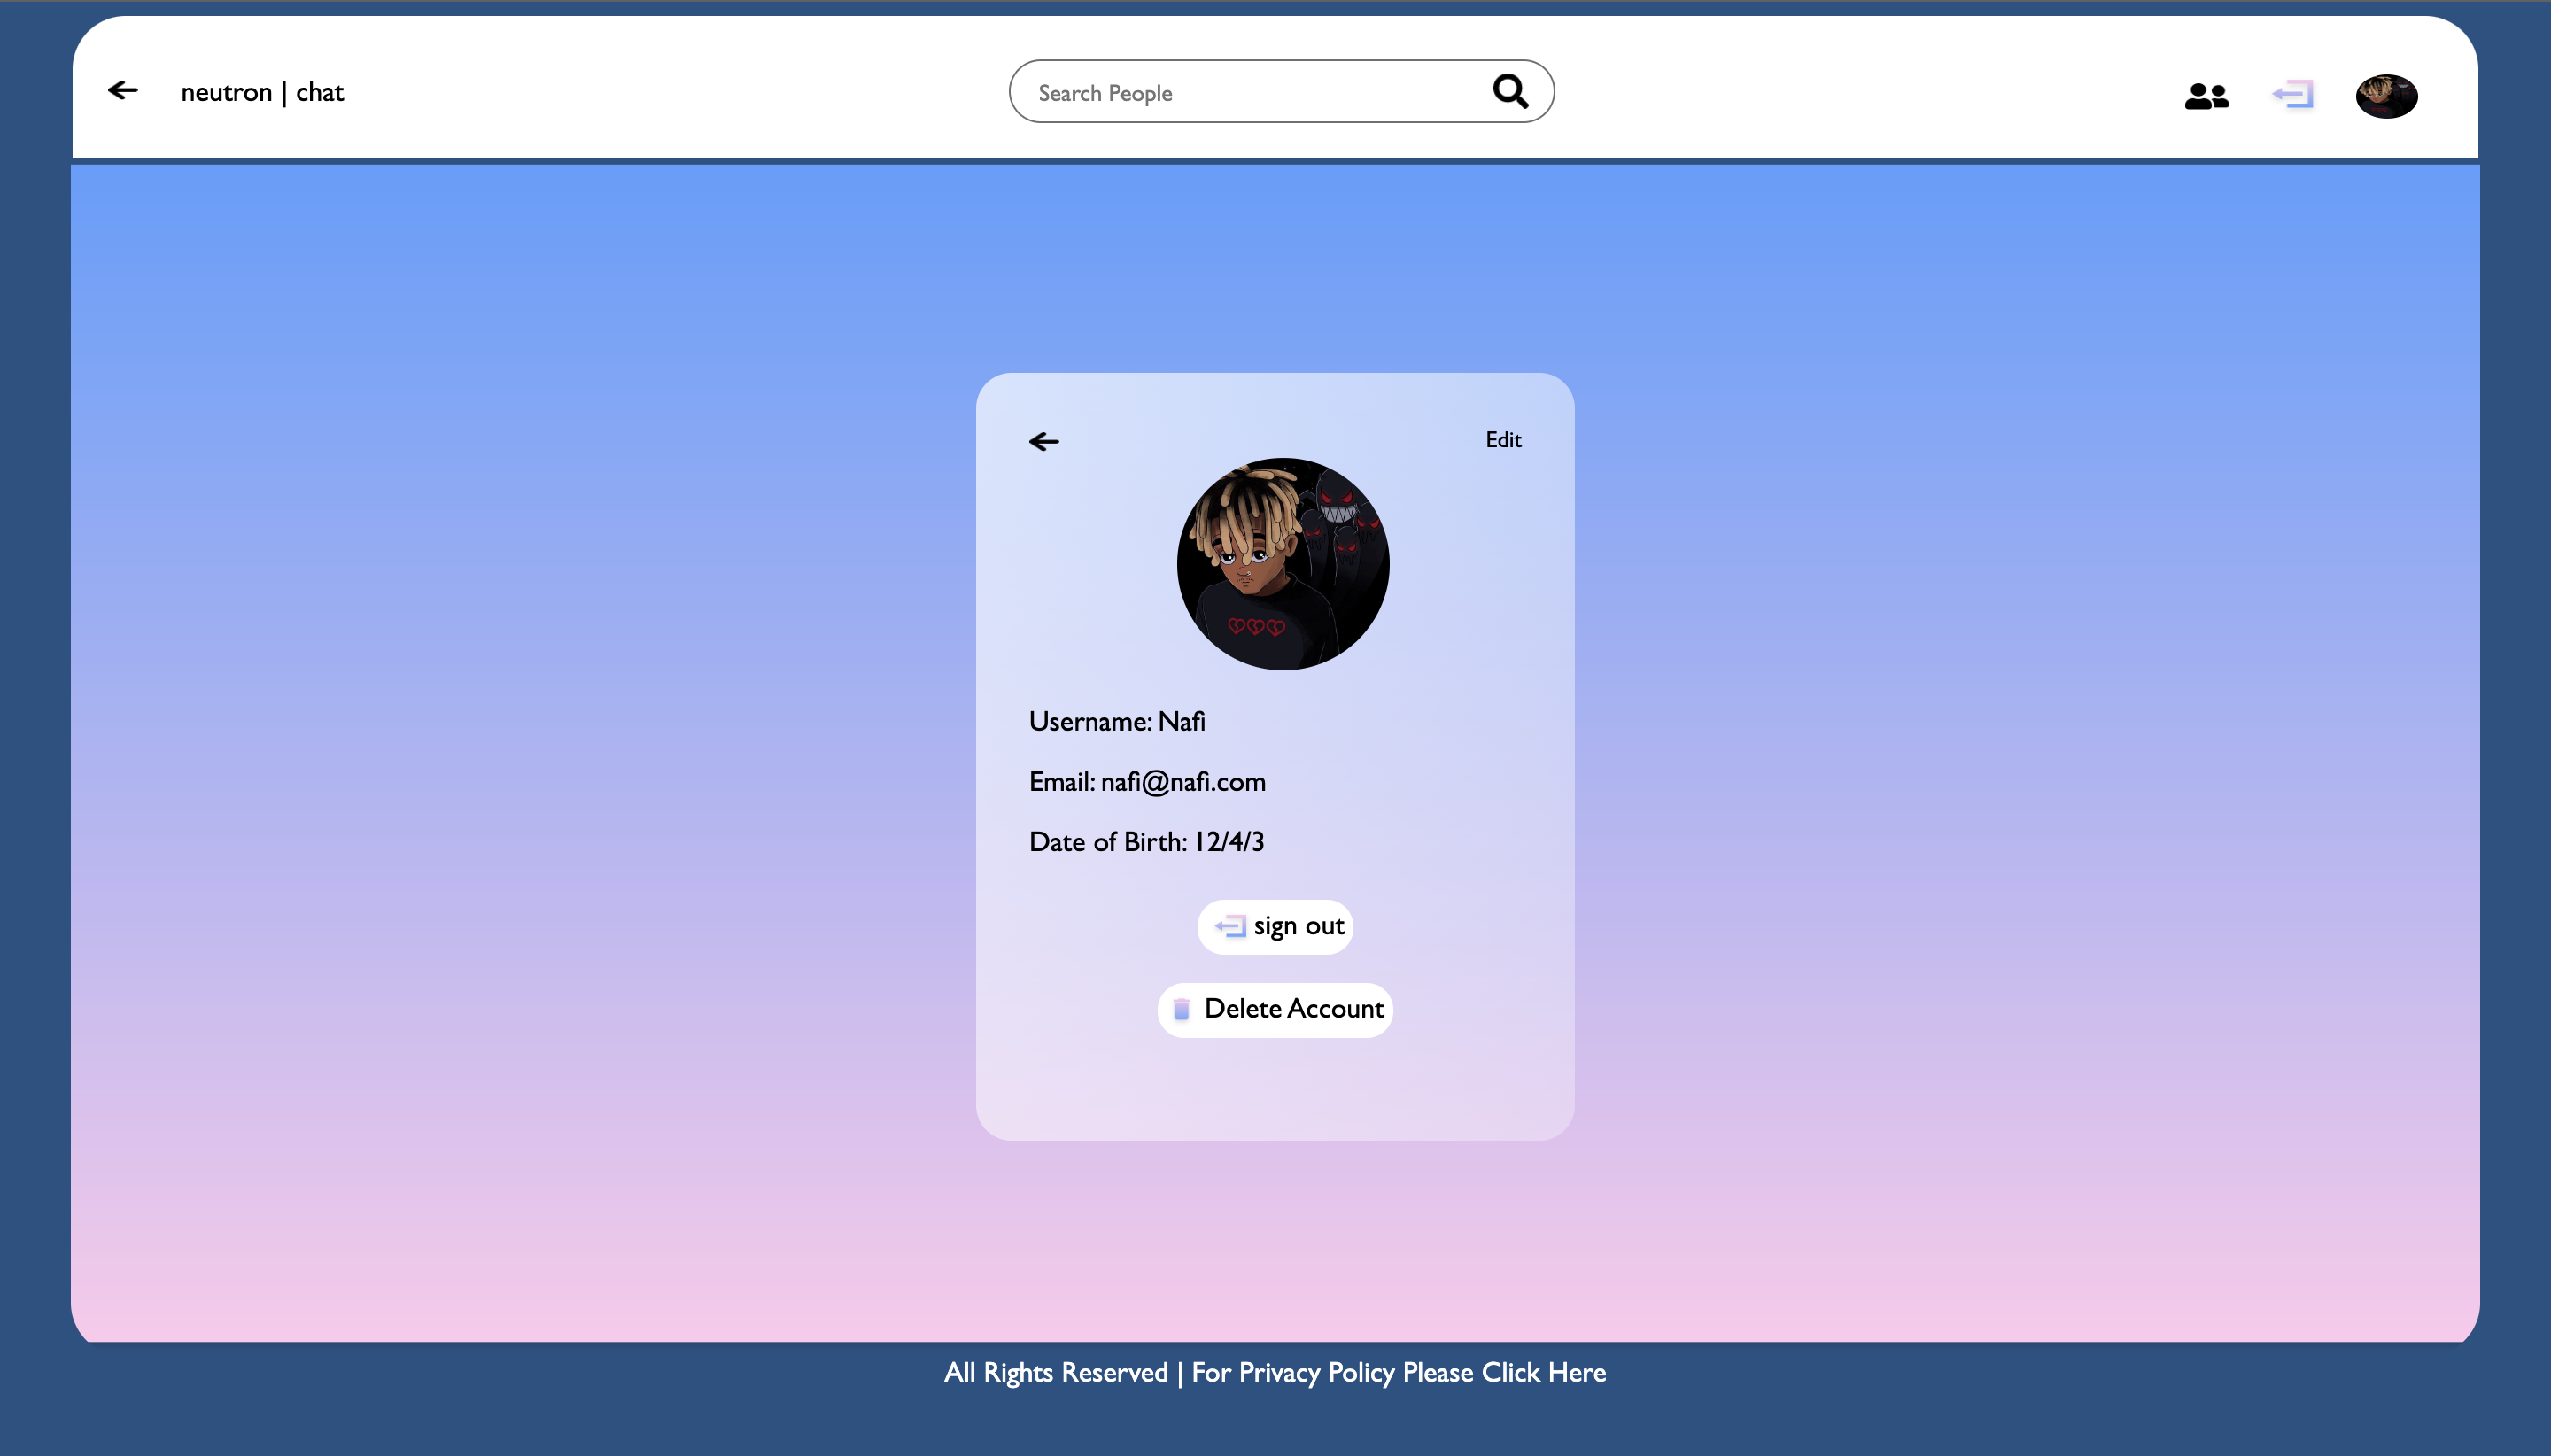 neutron | chat
Search People
Edit
Username: Nafi
Email: nafi@nafi.com
Date of Birth: 12/4/3
sign out
Delete Account
All Rights Reserved | For Privacy Policy Please Click Here